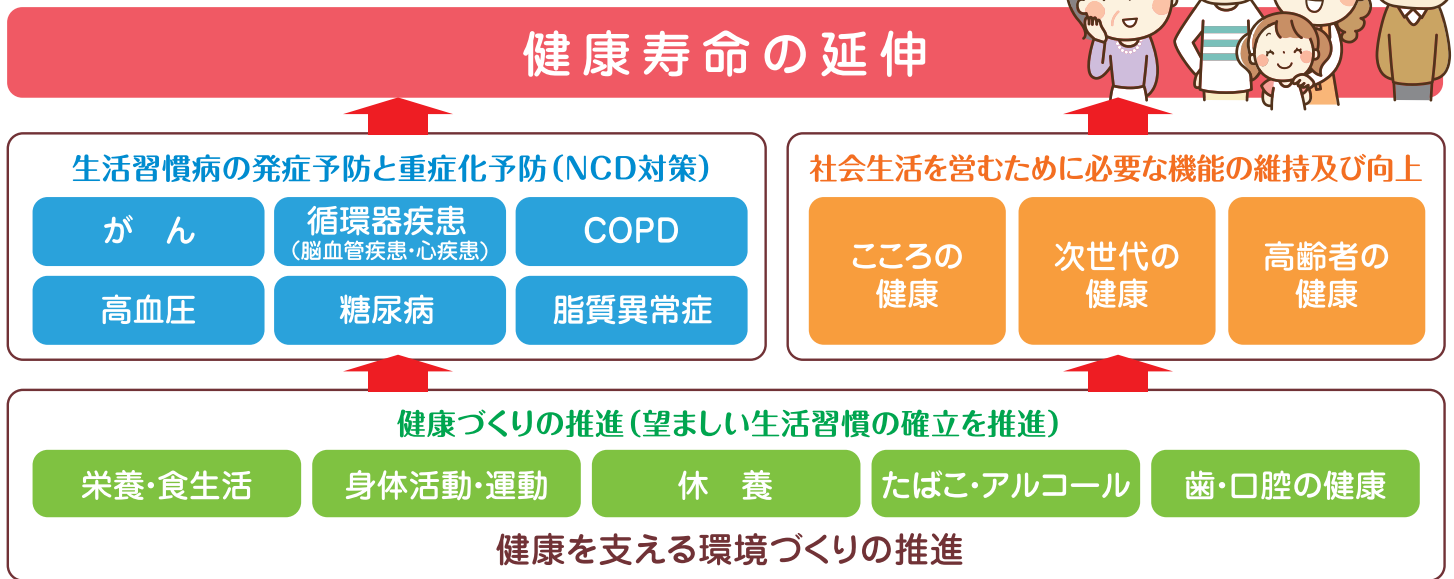 健康寿命の延伸
生活習慣病の発症予防と重症化予防（NCD対策）
がん
循環器疾患
（脳血管疾患・心疾患）
COPD
高血圧
糖尿病
脂質異常症
社会生活を営むために必要な機能の維持及び向上
こころの
健康
次世代の
健康
高齢者の
健康
健康づくりの推進（望ましい生活習慣の確立を推進）
栄養・食生活
身体活動・運動
休養
たばこ・アルコール
歯・口腔の健康
健康を支える環境づくりの推進